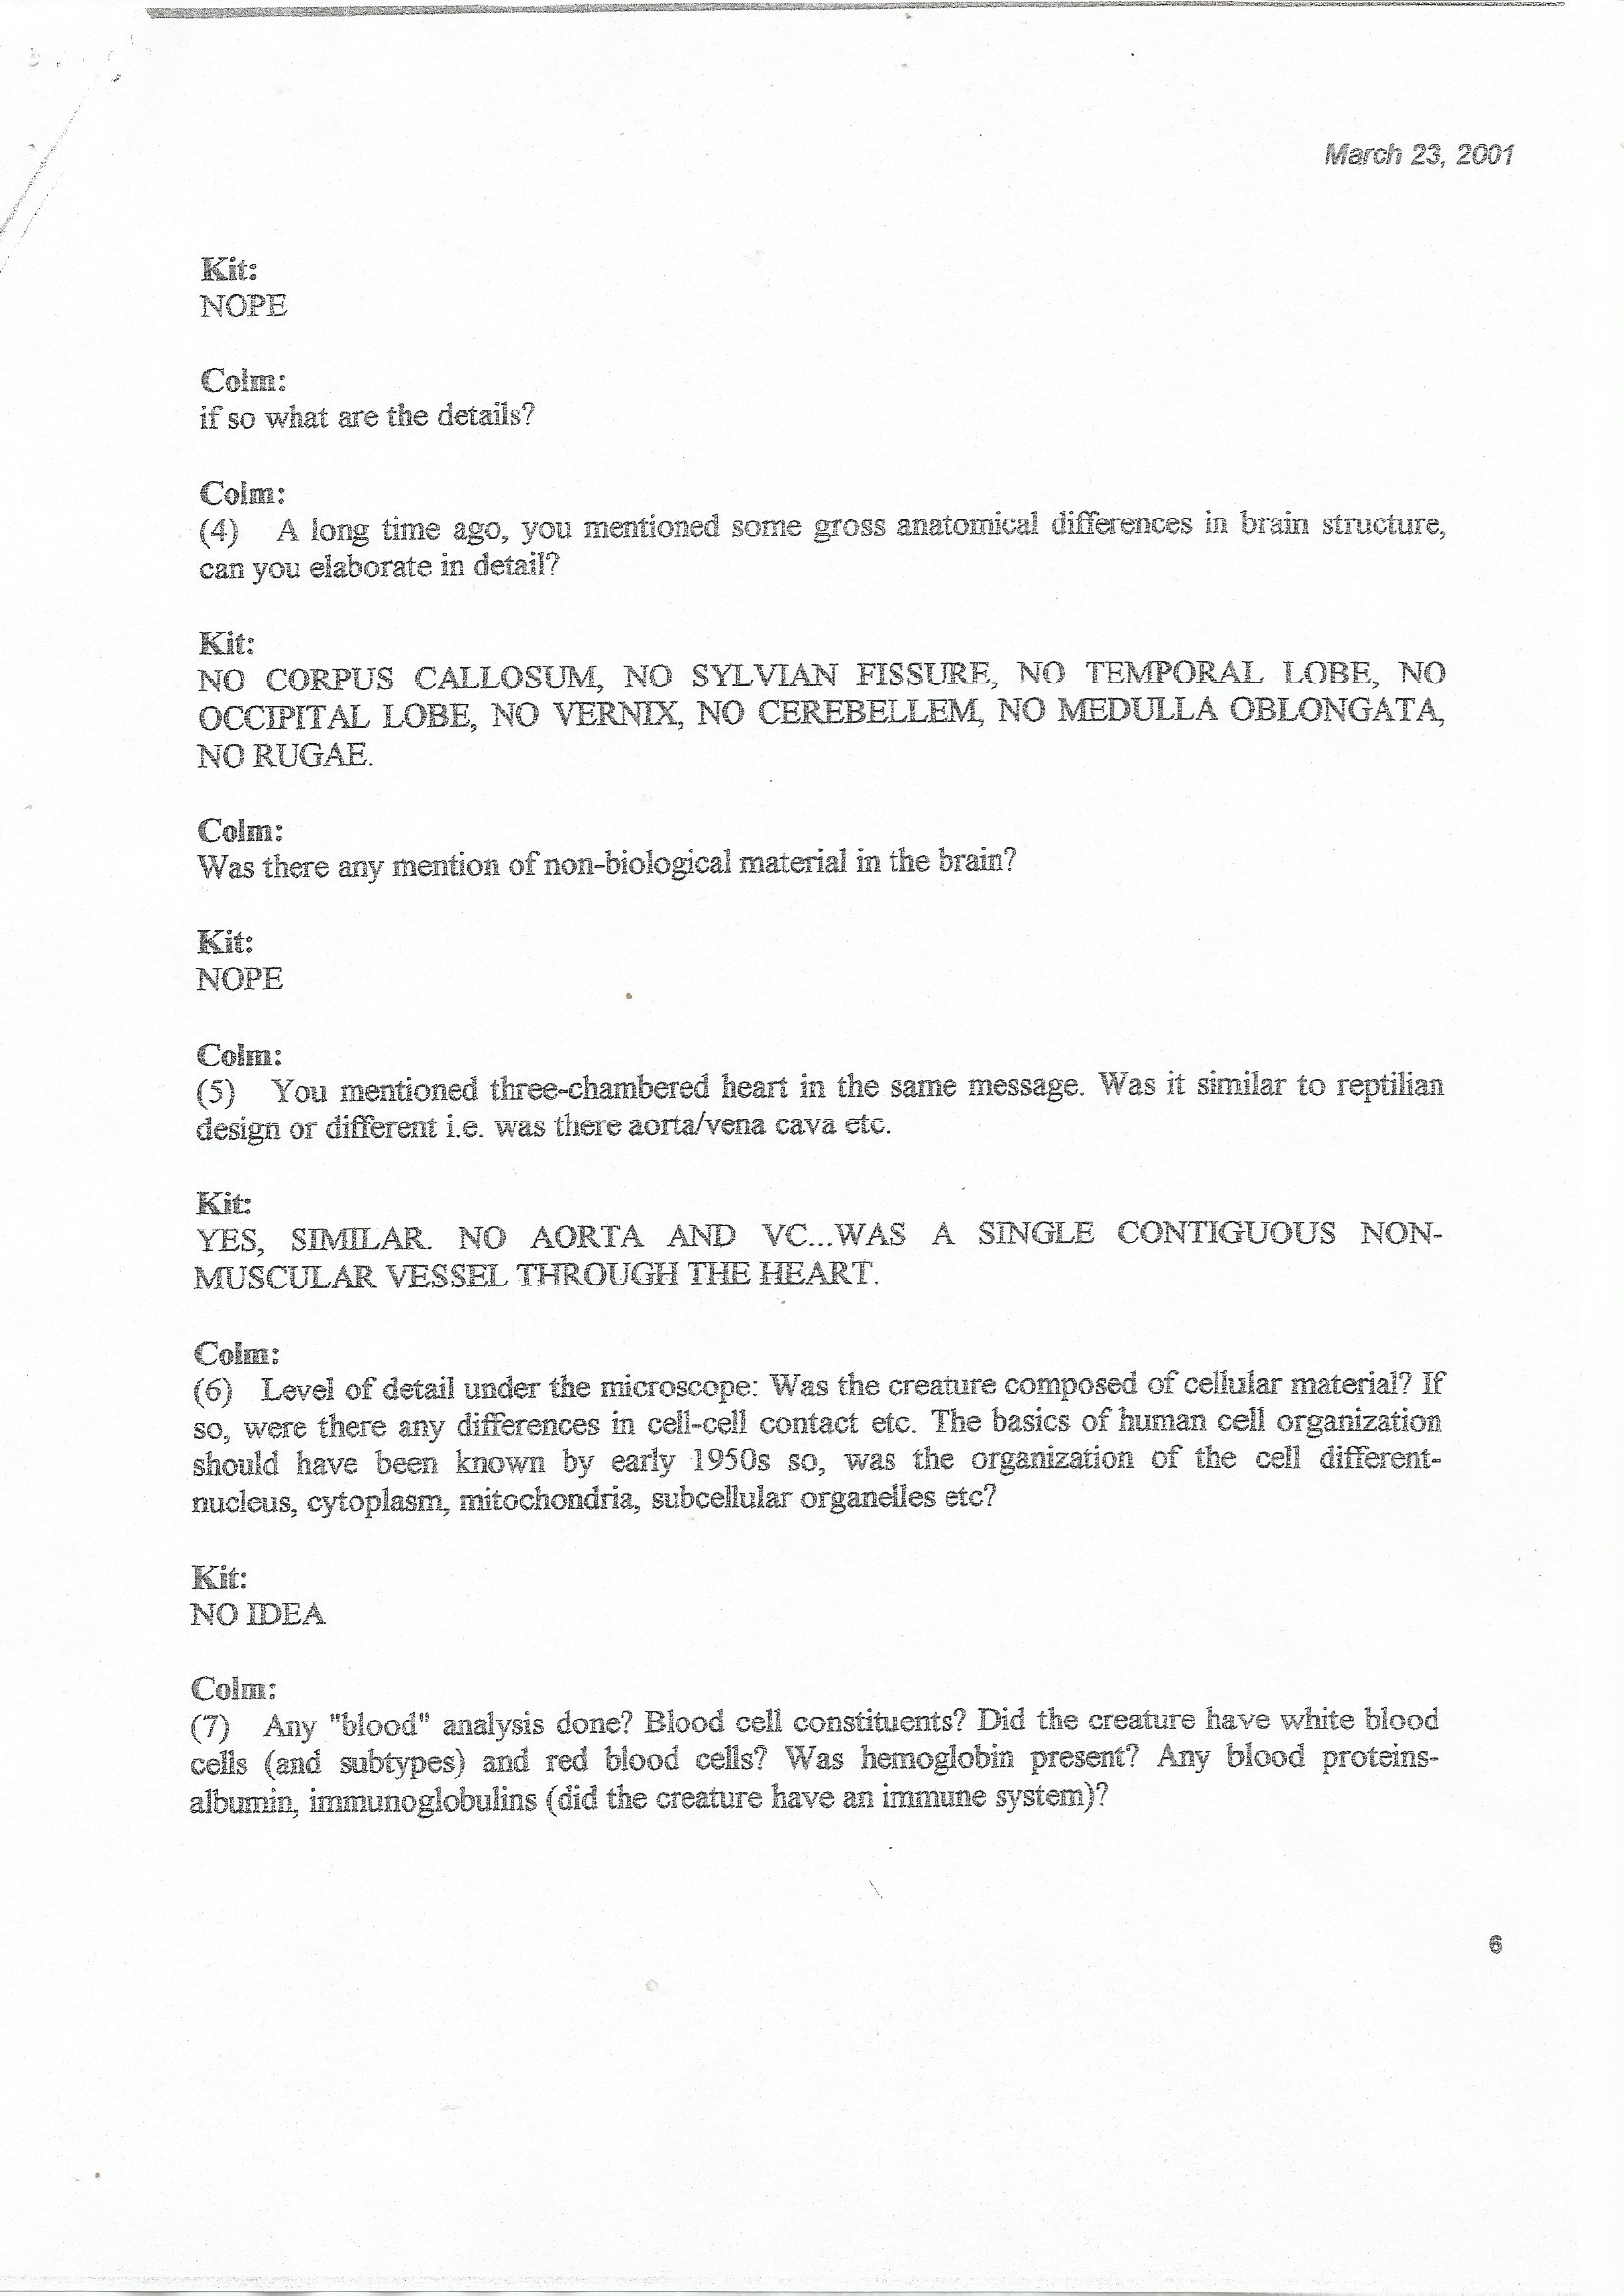 March 23, 2001
Kit:
NOPE
Colm:
if so what are the details?
Colm:
(4) A long time ago, you mentioned some gross anatomical differences in brain structure,
can you elaborate in detail?
Kit:
NO CORPUS CALLOSUM, NO SYLVIAN FISSURE, NO TEMPORAL LOBE, NO
OCCIPITAL LOBE, NO VERNIX, NO CEREBELLEM, NO MEDULLA OBLONGATA,
NO RUGAE.
Colm:
Was there any mention of non-biological material in the brain?
Kit:
NOPE
Colm:
(5) You mentioned three-chambered heart in the same message. Was it similar to reptilian
design or different i.e. was there aorta/vena cava etc.
Kit:
YES, SIMILAR. NO AORTA AND VC...WAS A SINGLE CONTIGUOUS NON-
MUSCULAR VESSEL THROUGH THE HEART.
Colm:
(6) Level of detail under the microscope: Was the creature composed of cellular material? If
so, were there any differences in cell-cell contact etc. The basics of human cell organization
should have been known by early 1950s so, was the organization of the cell different-
nucleus, cytoplasm, mitochondria, subcellular organelles etc?
Kit:
NO IDEA
Colm:
(7) Any "blood" analysis done? Blood cell constituents? Did the creature have white blood
cells (and subtypes) and red blood cells? Was hemoglobin present? Any blood proteins-
albumin, immunoglobulins (did the creature have an immune system)?
6